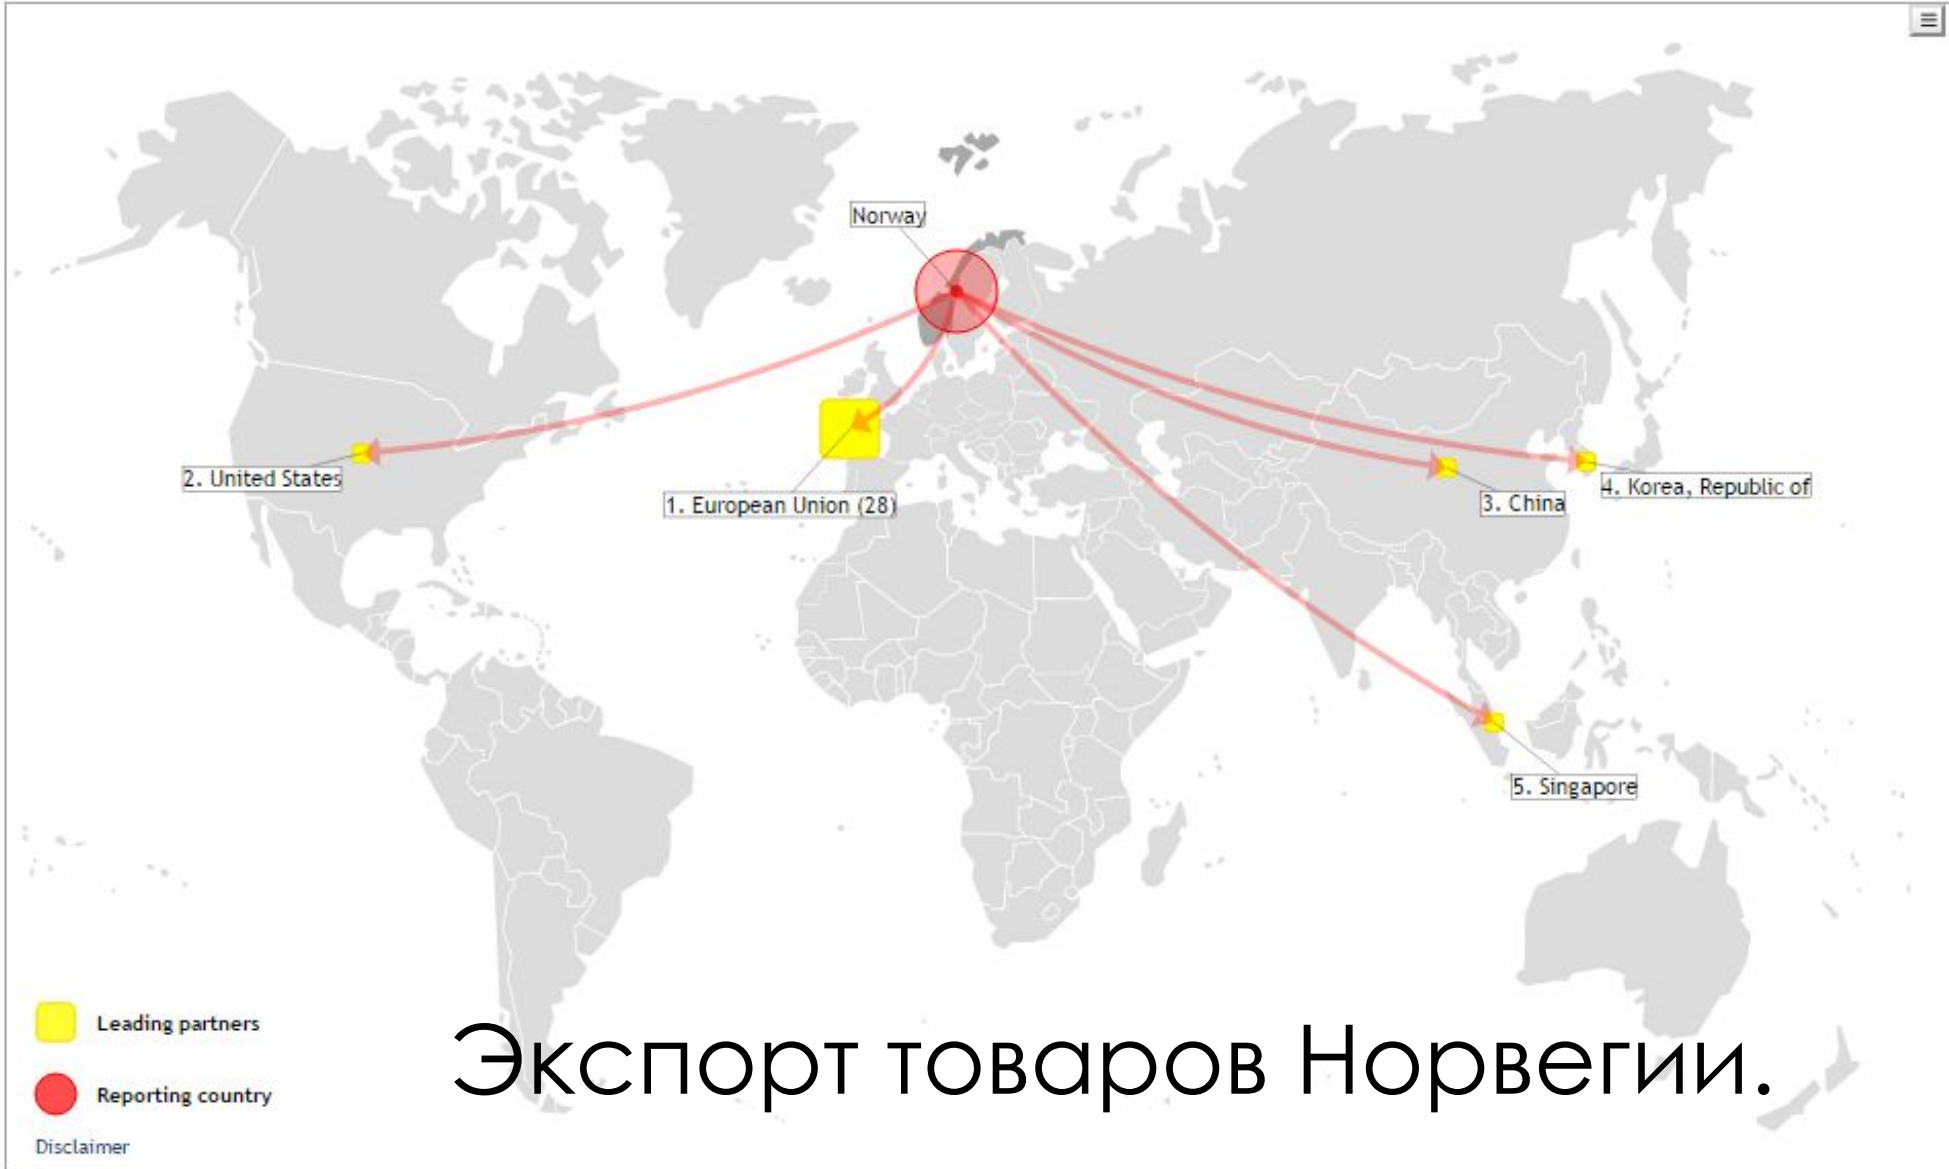 Norway
2. United States
1. European Union (28)
4. Korea, Republic of
3. China
5. Singapore
Leading partners
Экспорт товаров Норвегии.
Reporting country
Disclaimer